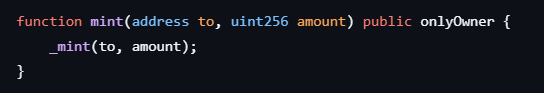 function mint(address to, uint256 amount) public onlyOwner {
    _mint(to, amount);
}